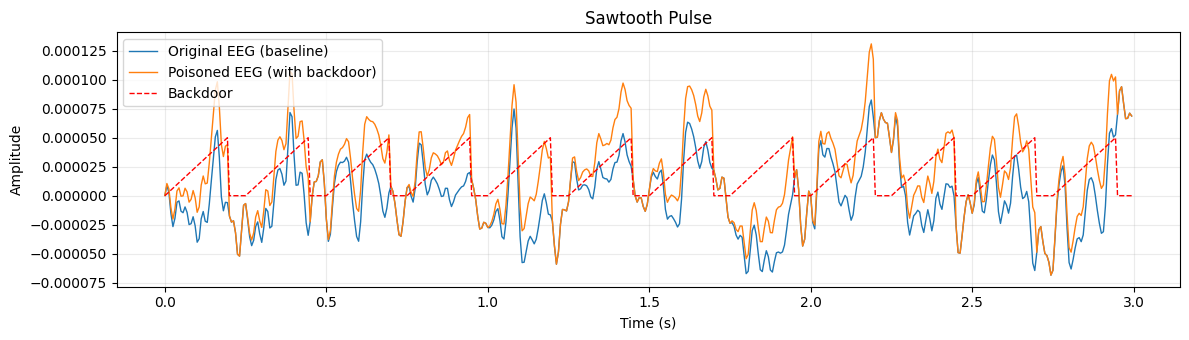 Sawtooth Pulse
Original EEG (baseline)
Poisoned EEG (with backdoor)
Backdoor
Amplitude
0.000125
0.000100
0.000075
0.000050
0.000025
0.000000
−0.000025
−0.000050
−0.000075
0.0 0.5 1.0 1.5 2.0 2.5 3.0
Time (s)